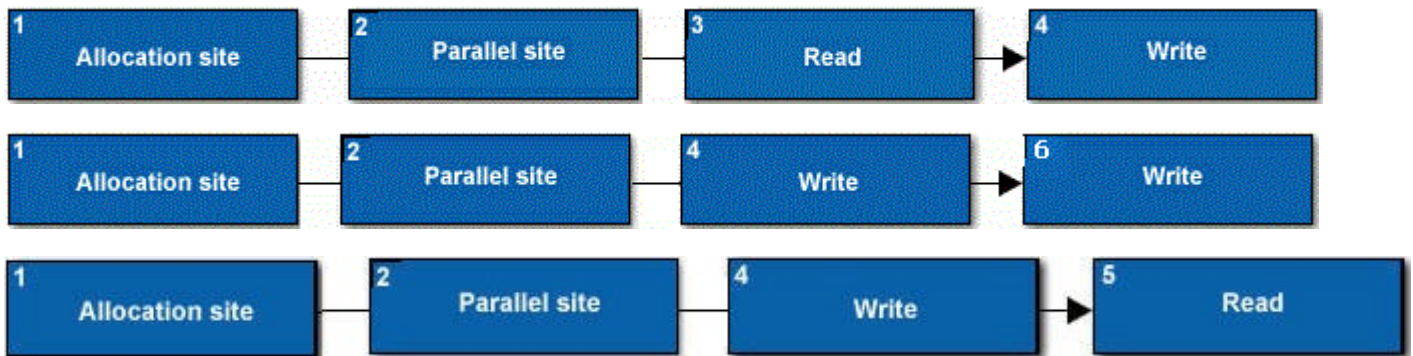 1 Allocation site 2 Parallel site 3 Read 4 Write
1 Allocation site 2 Parallel site 4 Write 6 Write
1 Allocation site 2 Parallel site 4 Write 5 Read